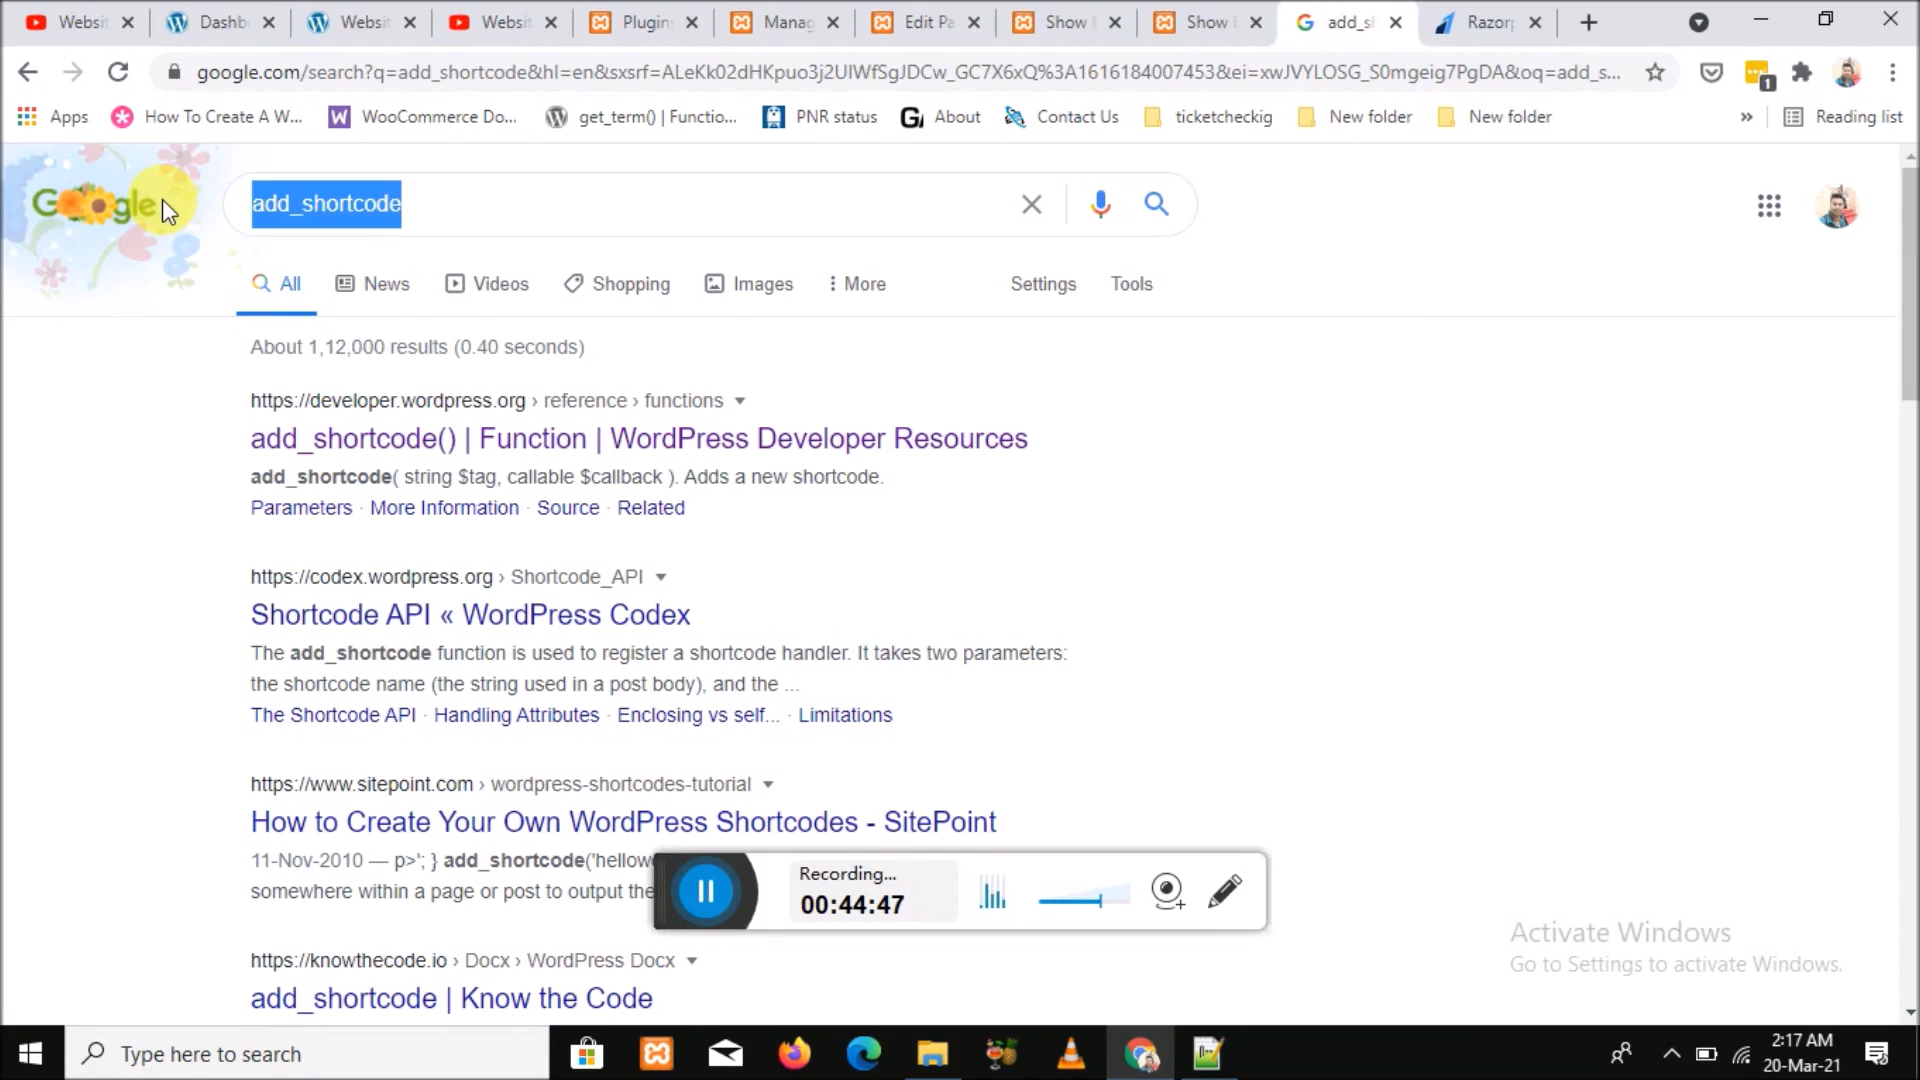 Websit
Dashb
Websit
Websit
Plugin
Manag
Edit Pa
Show
Show
add_sh
Razorp
google.com/search?q=add_shortcode&hl=en&sxsrf=ALeKk02dHKpuo3j2UIWfSgJDCw_GC7X6xQ%3A1616184007453&ei=xwJVYLOSG_S0mgeig7PgDA&oq=add_s...
1
Apps
How To Create A W...
WooCommerce Do...
get_term() | Functio...
PNR status
About
Contact Us
ticketcheckig
New folder
New folder
»
Reading list
Google
add_shortcode
All
News
Videos
Shopping
Images
More
Settings
Tools
About 1,12,000 results (0.40 seconds)
https://developer.wordpress.org › reference › functions
add_shortcode() | Function | WordPress Developer Resources
add_shortcode( string $tag, callable $callback ). Adds a new shortcode.
Parameters · More Information · Source · Related
https://codex.wordpress.org › Shortcode_API
Shortcode API « WordPress Codex
The add_shortcode function is used to register a shortcode handler. It takes two parameters:
the shortcode name (the string used in a post body), and the ...
The Shortcode API · Handling Attributes · Enclosing vs self... · Limitations
https://www.sitepoint.com › wordpress-shortcodes-tutorial
How to Create Your Own WordPress Shortcodes - SitePoint
11-Nov-2010 — p>'; } add_shortcode('hellow
somewhere within a page or post to output the
Recording...
00:44:47
https://knowthecode.io › Docx › WordPress Docx
add_shortcode | Know the Code
Activate Windows
Go to Settings to activate Windows.
Type here to search
2:17 AM
20-Mar-21